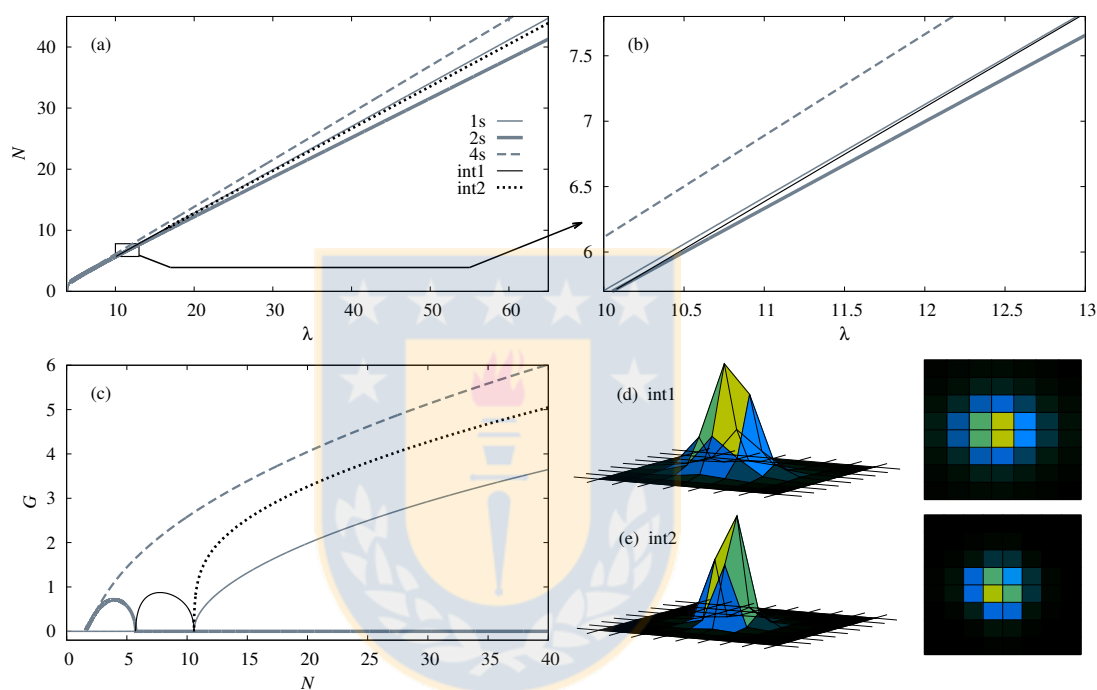 (a)
N
40
30
20
10
0
10 20 30 40 50 60
λ
1s
2s
4s
int1
int2
(b)
7.5
7
6.5
6
10 10.5 11 11.5 12 12.5 13
λ
(c)
G
6
5
4
3
2
1
0
0 5 10 15 20 25 30 35 40
N
(d) int1
(e) int2